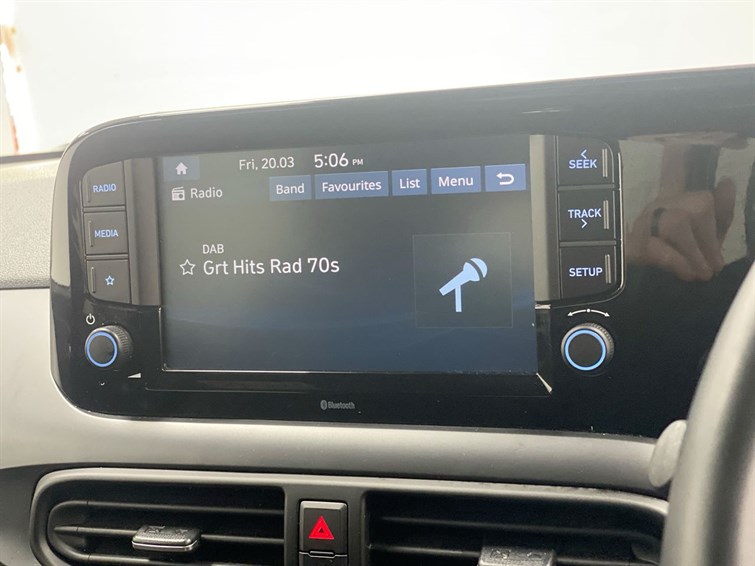 Fri, 20.03 5:06 PM
Radio Band Favourites List Menu
DAB
Grt Hits Rad 70s
RADIO
MEDIA
SEEK
TRACK
SETUP
Bluetooth